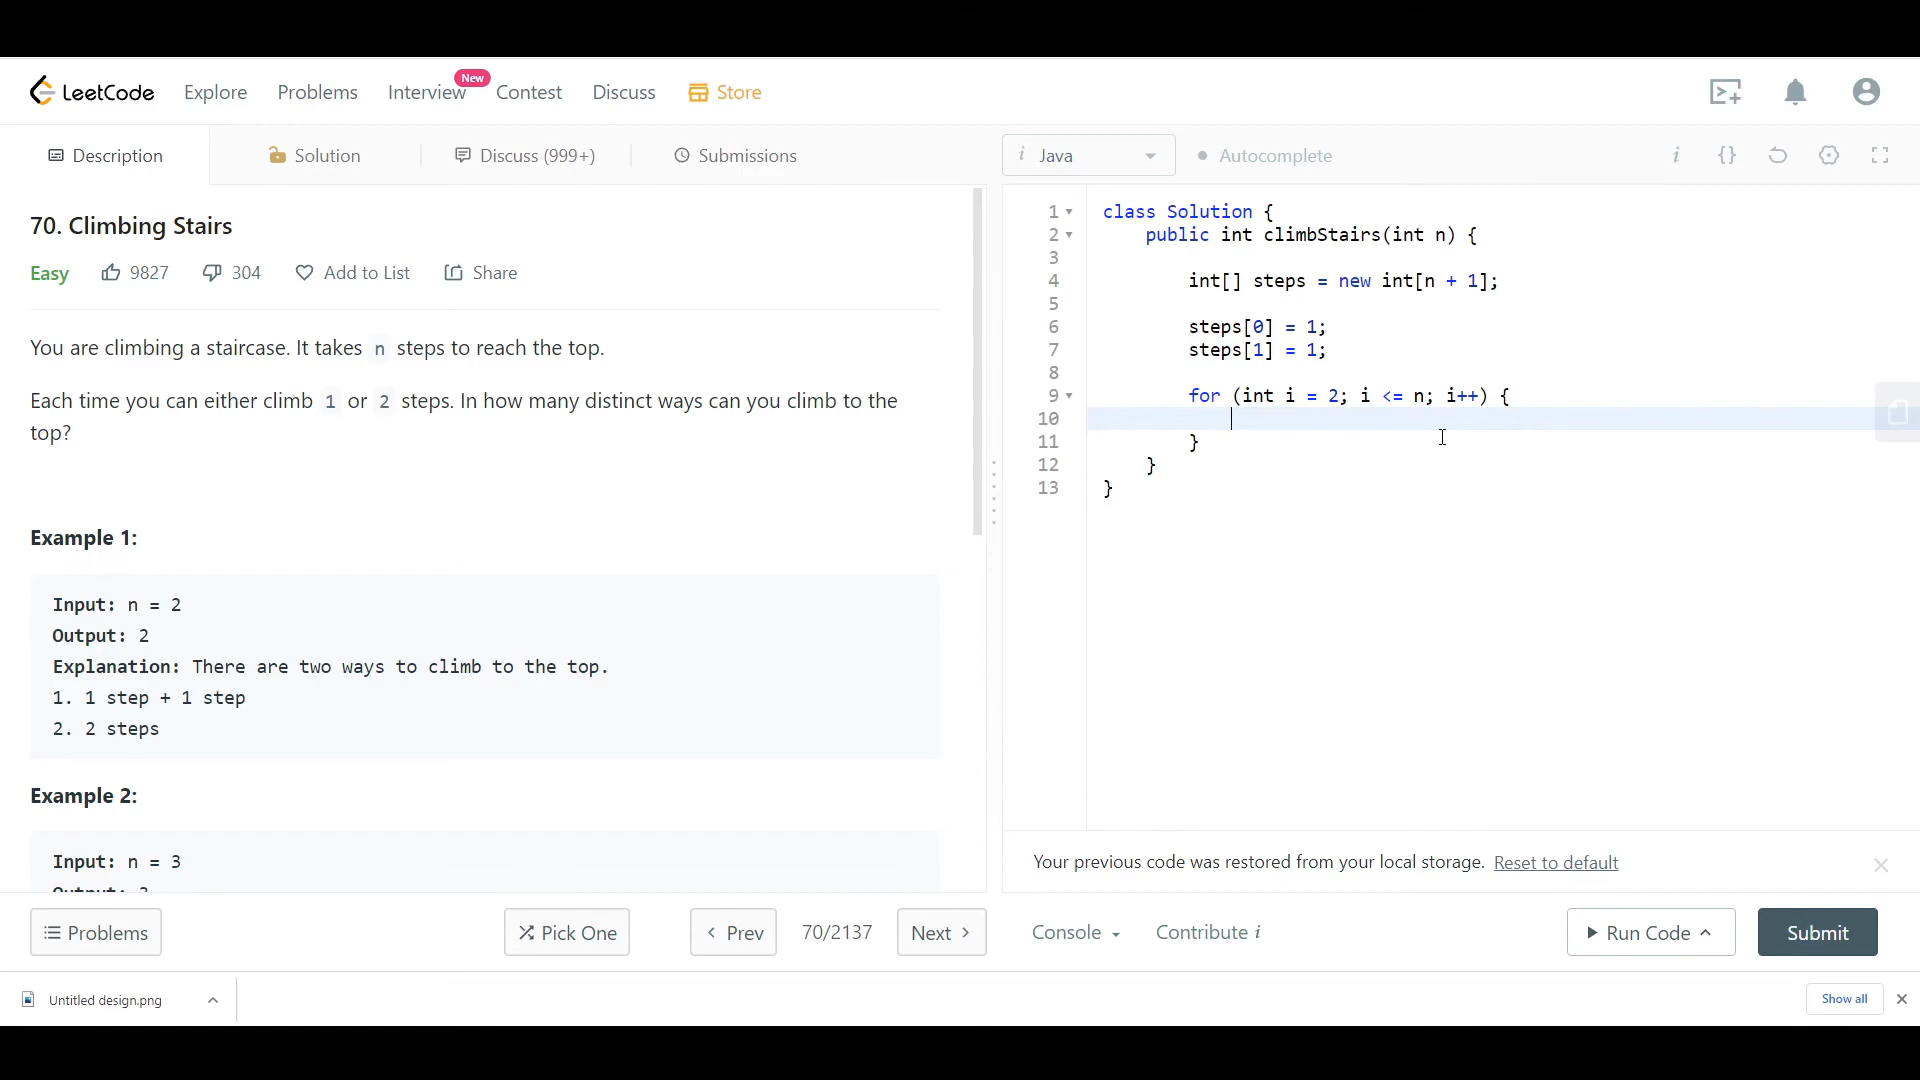 LeetCode
Explore
Problems
Interview
New
Contest
Discuss
Store
Description
Solution
Discuss (999+)
Submissions
i Java
Autocomplete
i
{}
70. Climbing Stairs
Easy
9827
304
Add to List
Share
You are climbing a staircase. It takes n steps to reach the top.
Each time you can either climb 1 or 2 steps. In how many distinct ways can you climb to the
top?
Example 1:
Input: n = 2
Output: 2
Explanation: There are two ways to climb to the top.
1. 1 step + 1 step
2. 2 steps
Example 2:
Input: n = 3
1 class Solution {
2 public int climbStairs(int n) {
3
4 int[] steps = new int[n + 1];
5
6 steps[0] = 1;
7 steps[1] = 1;
8
9 for (int i = 2; i <= n; i++) {
10
11 }
12 }
13 }
Your previous code was restored from your local storage. Reset to default
Problems
Pick One
Prev
70/2137
Next
Console
Contribute i
Run Code
Submit
Untitled design.png
Show all